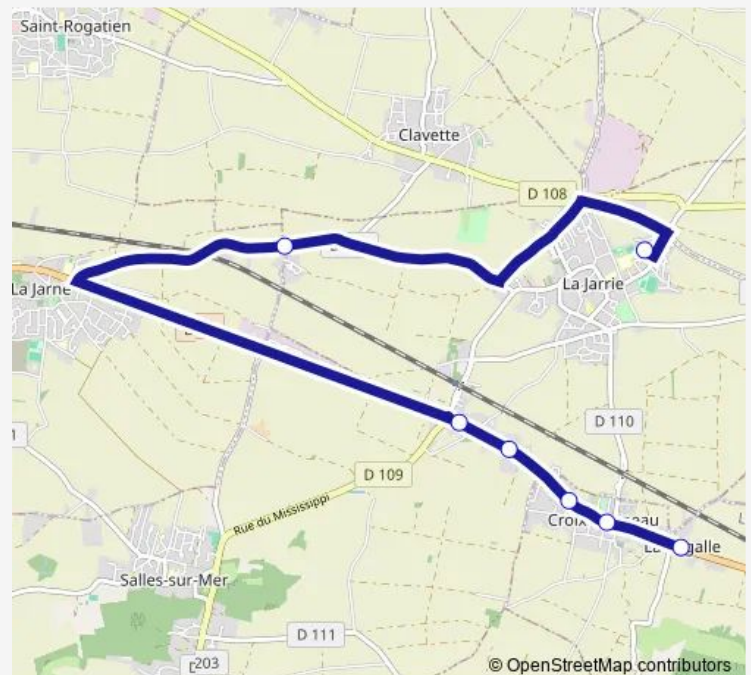 Saint-Rogatien
Clavette
D 108
La Jarne
La Jarrie
D 110
D 109
Rue du Mississippi
Salles-sur-Mer
D 111
203
© OpenStreetMap contributors